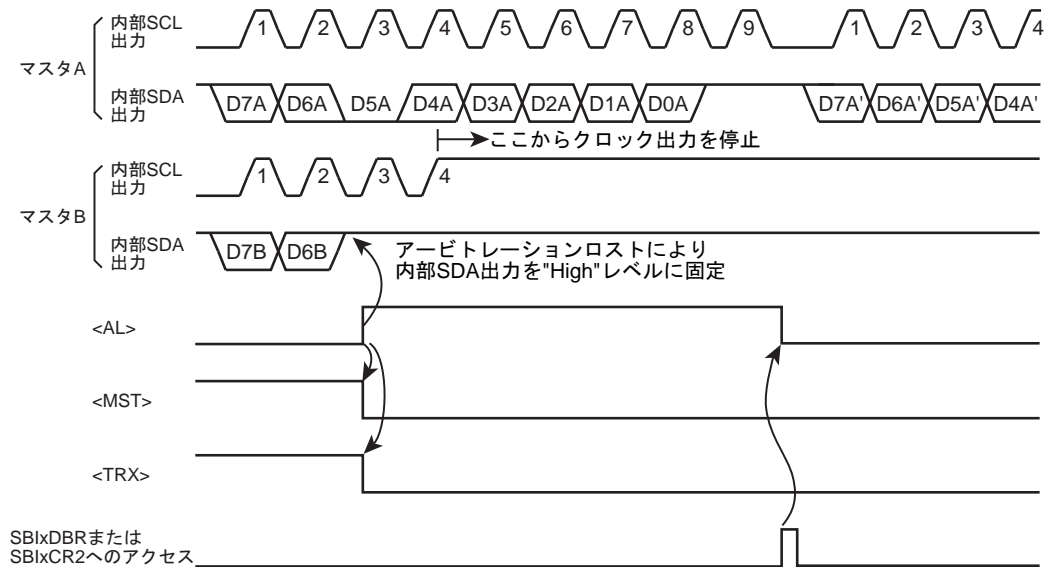 マスタA
内部SCL
出力
1 2 3 4 5 6 7 8 9 1 2 3 4
内部SDA
出力
D7A D6A D5A D4A D3A D2A D1A D0A D7A' D6A' D5A' D4A'
ここからクロック出力を停止
マスタB
内部SCL
出力
1 2 3 4
内部SDA
出力
D7B D6B
アービトレーションロストにより
内部SDA出力を"High"レベルに固定
<AL>
<MST>
<TRX>
SBIxDBRまたは
SBIxCR2へのアクセス